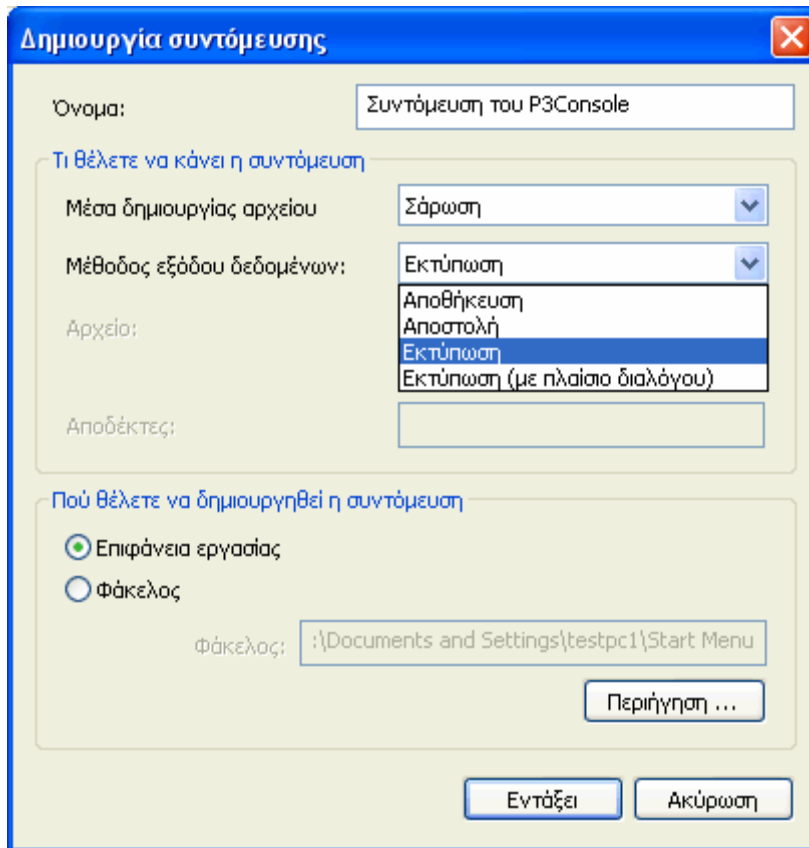 Δημιουργία συντόμευσης
Όνομα: Συντόμευση του P3Console
Τι θέλετε να κάνει η συντόμευση
Μέσα δημιουργίας αρχείου Σάρωση
Μέθοδος εξόδου δεδομένων: Εκτύπωση
Αποθήκευση
Αρχείο: Αποστολή
Εκτύπωση
Εκτύπωση (με πλαίσιο διαλόγου)
Αποδέκτες:
Πού θέλετε να δημιουργηθεί η συντόμευση
Επιφάνεια εργασίας
Φάκελος
Φάκελος: :\Documents and Settings\testpc1\Start Menu
Περιήγηση ...
Εντάξει Ακύρωση